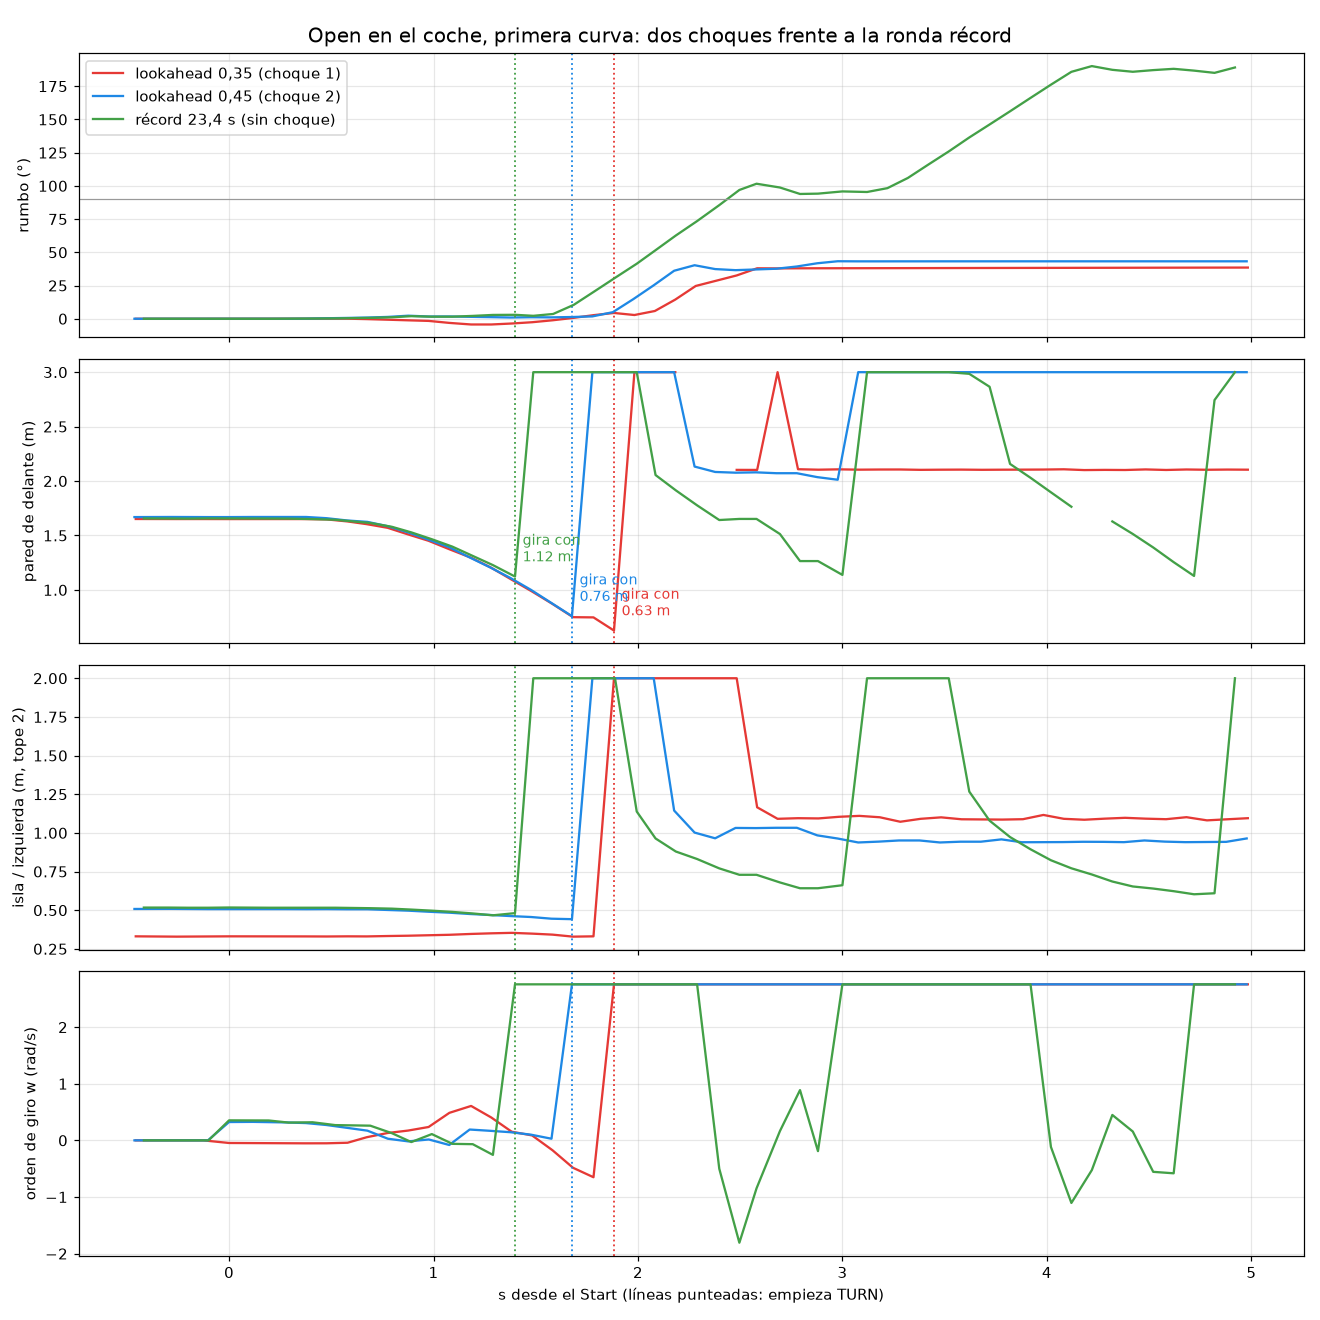 Open en el coche, primera curva: dos choques frente a la ronda récord
lookahead 0,35 (choque 1)
lookahead 0,45 (choque 2)
récord 23,4 s (sin choque)
rumbo (°)
175
150
125
100
75
50
25
0
pared de delante (m)
3.0
2.5
2.0
1.5
1.0
gira con
1.12 m
gira con
0.76 m
gira con
0.63 m
isla / izquierda (m, tope 2)
2.00
1.75
1.50
1.25
1.00
0.75
0.50
0.25
orden de giro w (rad/s)
2
1
0
−1
−2
0 1 2 3 4 5
s desde el Start (líneas punteadas: empieza TURN)